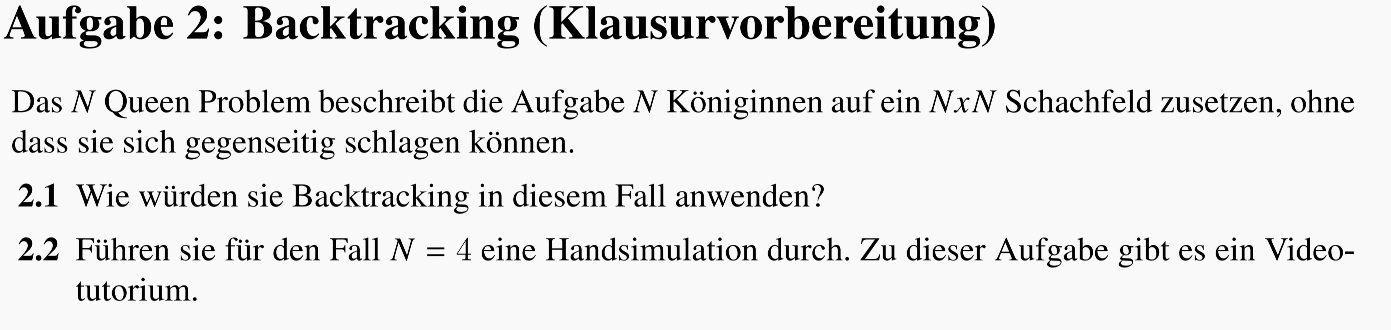 Aufgabe 2: Backtracking (Klausurvorbereitung)
Das N Queen Problem beschreibt die Aufgabe N Königinnen auf ein NxN Schachfeld zusetzen, ohne
dass sie sich gegenseitig schlagen können.
2.1 Wie würden sie Backtracking in diesem Fall anwenden?
2.2 Führen sie für den Fall N = 4 eine Handsimulation durch. Zu dieser Aufgabe gibt es ein Video-
tutorium.